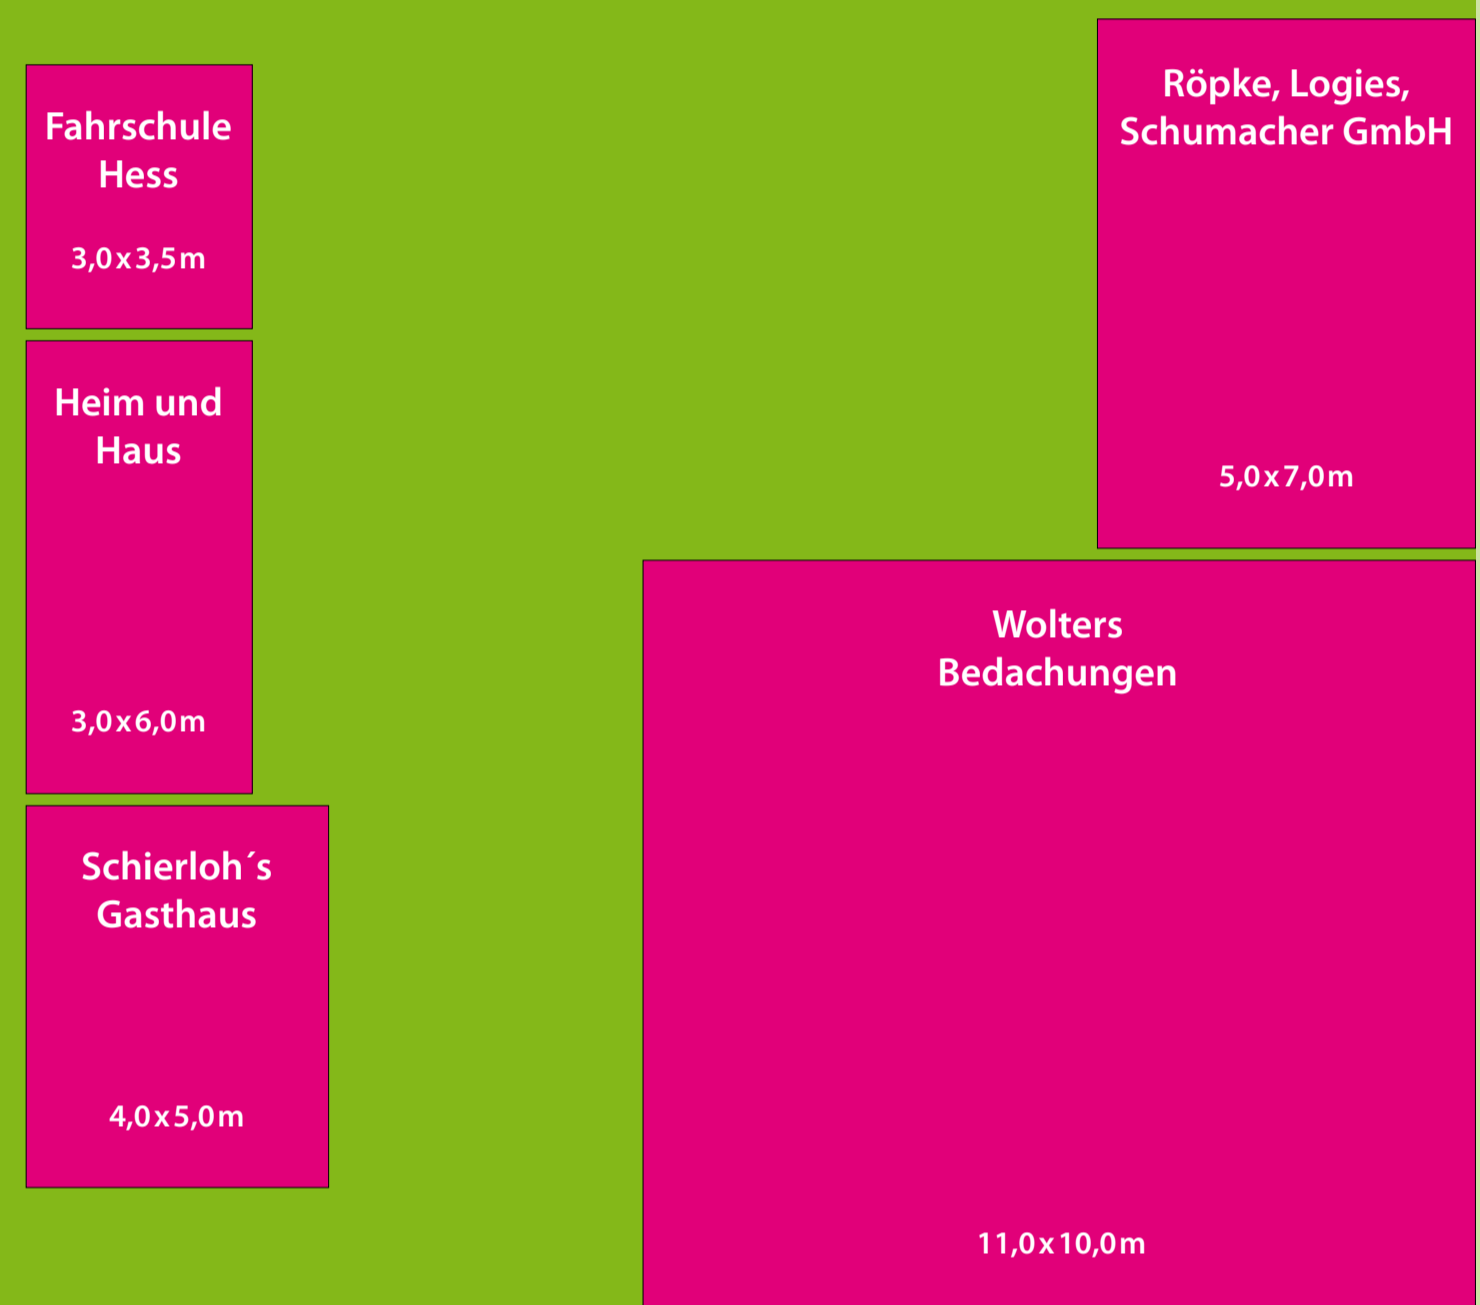 Fahrschule
Hess
3,0x3,5m
Heim und
Haus
3,0x6,0m
Schierloh´s
Gasthaus
4,0x5,0m
Röpke, Logies,
Schumacher GmbH
5,0x7,0m
Wolters
Bedachungen
11,0x10,0m